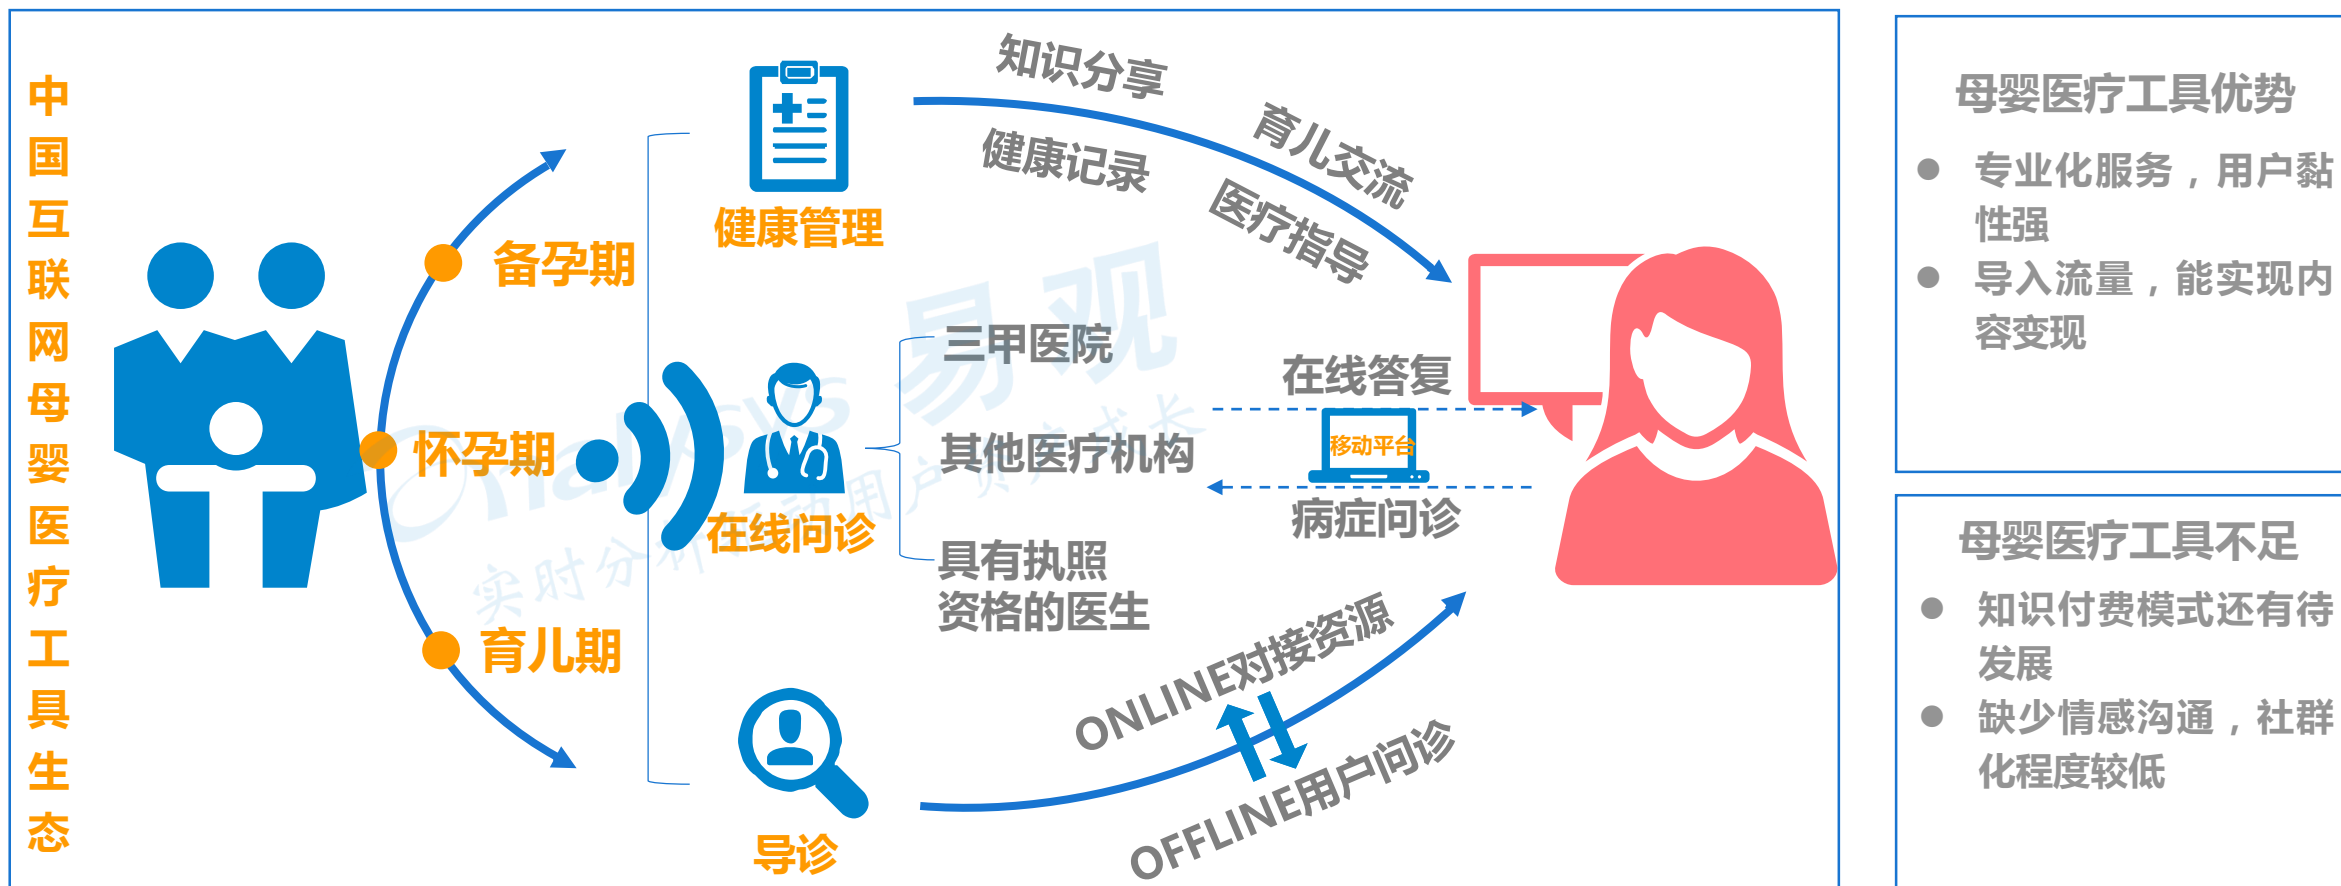 中国互联网母婴医疗工具生态
备孕期
怀孕期
育儿期
健康管理
在线问诊
导诊
知识分享
健康记录
育儿交流
医疗指导
三甲医院
其他医疗机构
具有执照
资格的医生
在线答复
移动平台
病症问诊
ONLINE对接资源
OFFLINE用户问诊
母婴医疗工具优势
● 专业化服务，用户黏
性强
● 导入流量，能实现内
容变现
母婴医疗工具不足
● 知识付费模式还有待
发展
● 缺少情感沟通，社群
化程度较低
analysys 易观